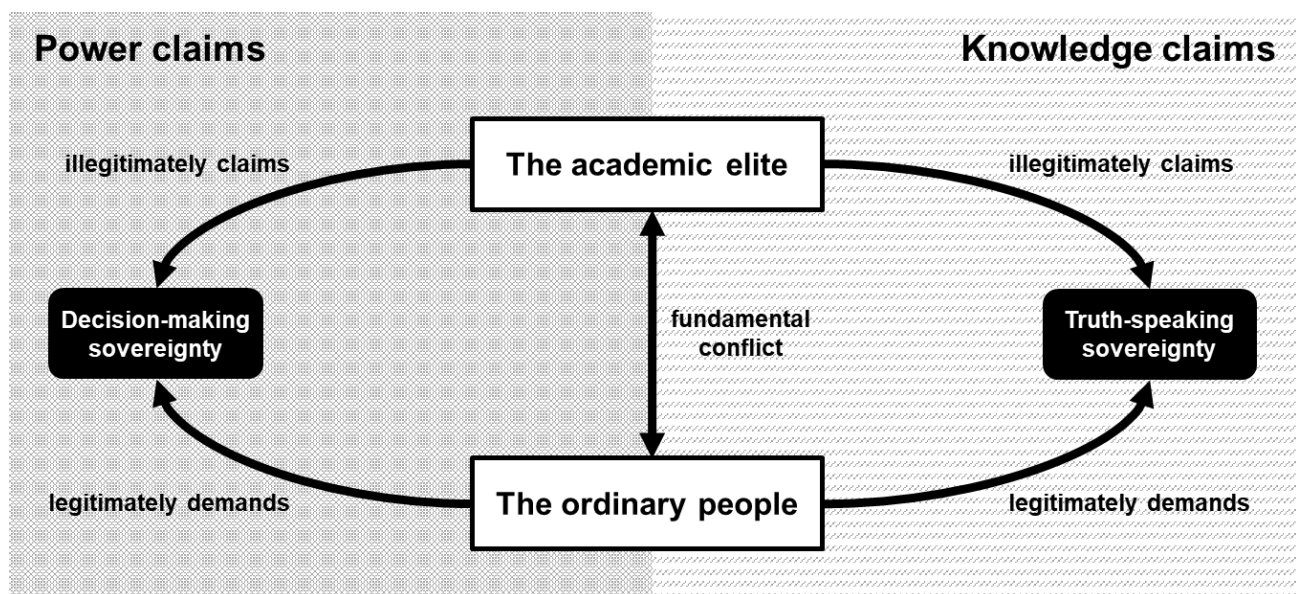 Power claims
Knowledge claims
illegitimately claims
The academic elite
illegitimately claims
Decision-making
sovereignty
fundamental
conflict
Truth-speaking
sovereignty
legitimately demands
The ordinary people
legitimately demands